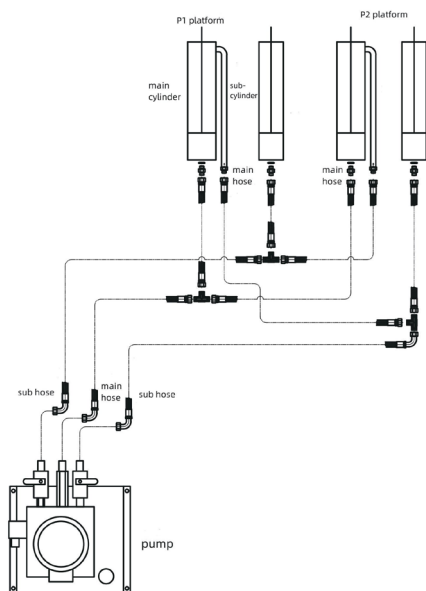 P1 platform
P2 platform
main
cylinder
sub-
cylinder
main
hose
main
hose
sub hose
main
hose
sub hose
pump